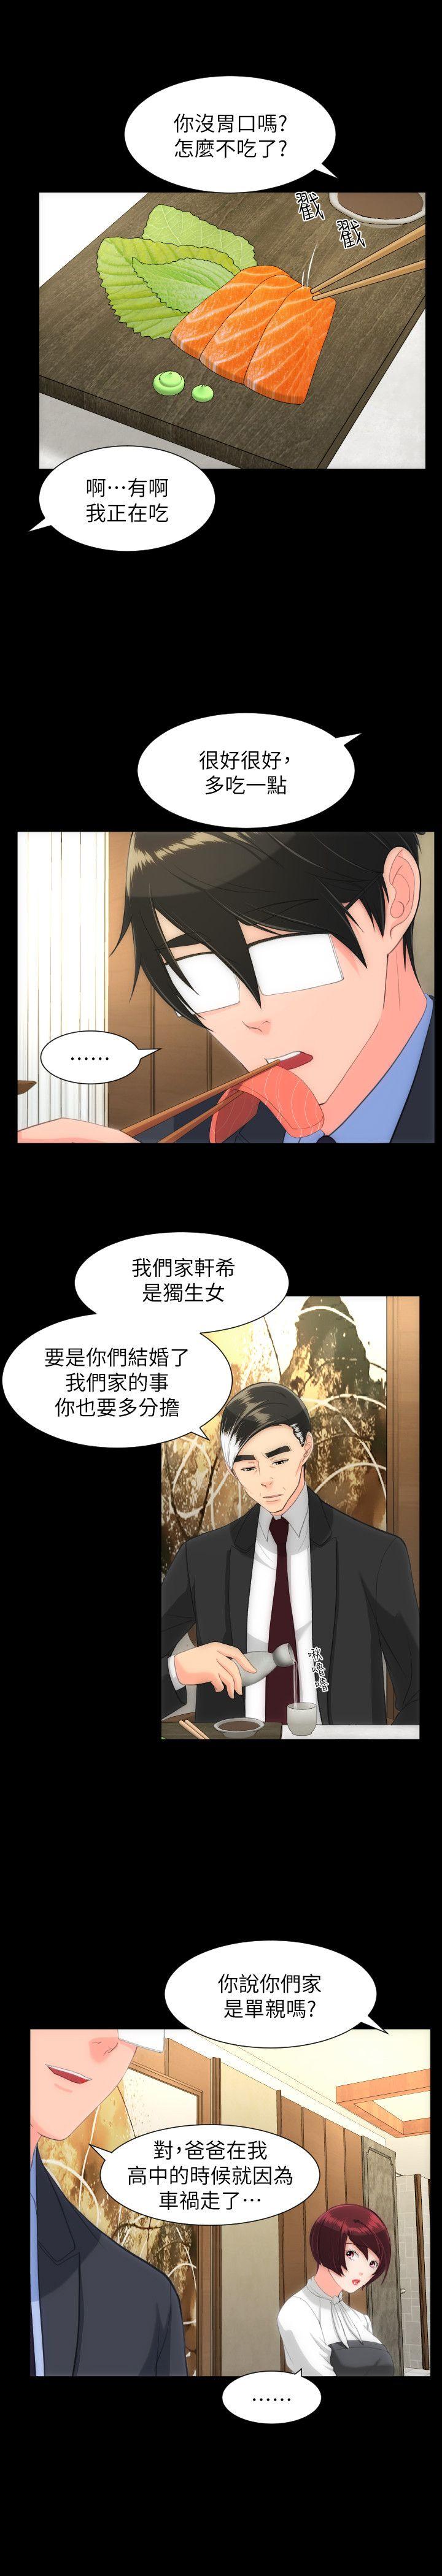 你沒胃口嗎?
怎麼不吃了?
戳
戳
啊…有啊
我正在吃
很好很好,
多吃一點
……
我們家軒希
是獨生女
要是你們結婚了
我們家的事
你也要多分擔
啾嚕嚕
你說你們家
是單親嗎?
對,爸爸在我
高中的時候就因為
車禍走了…
……